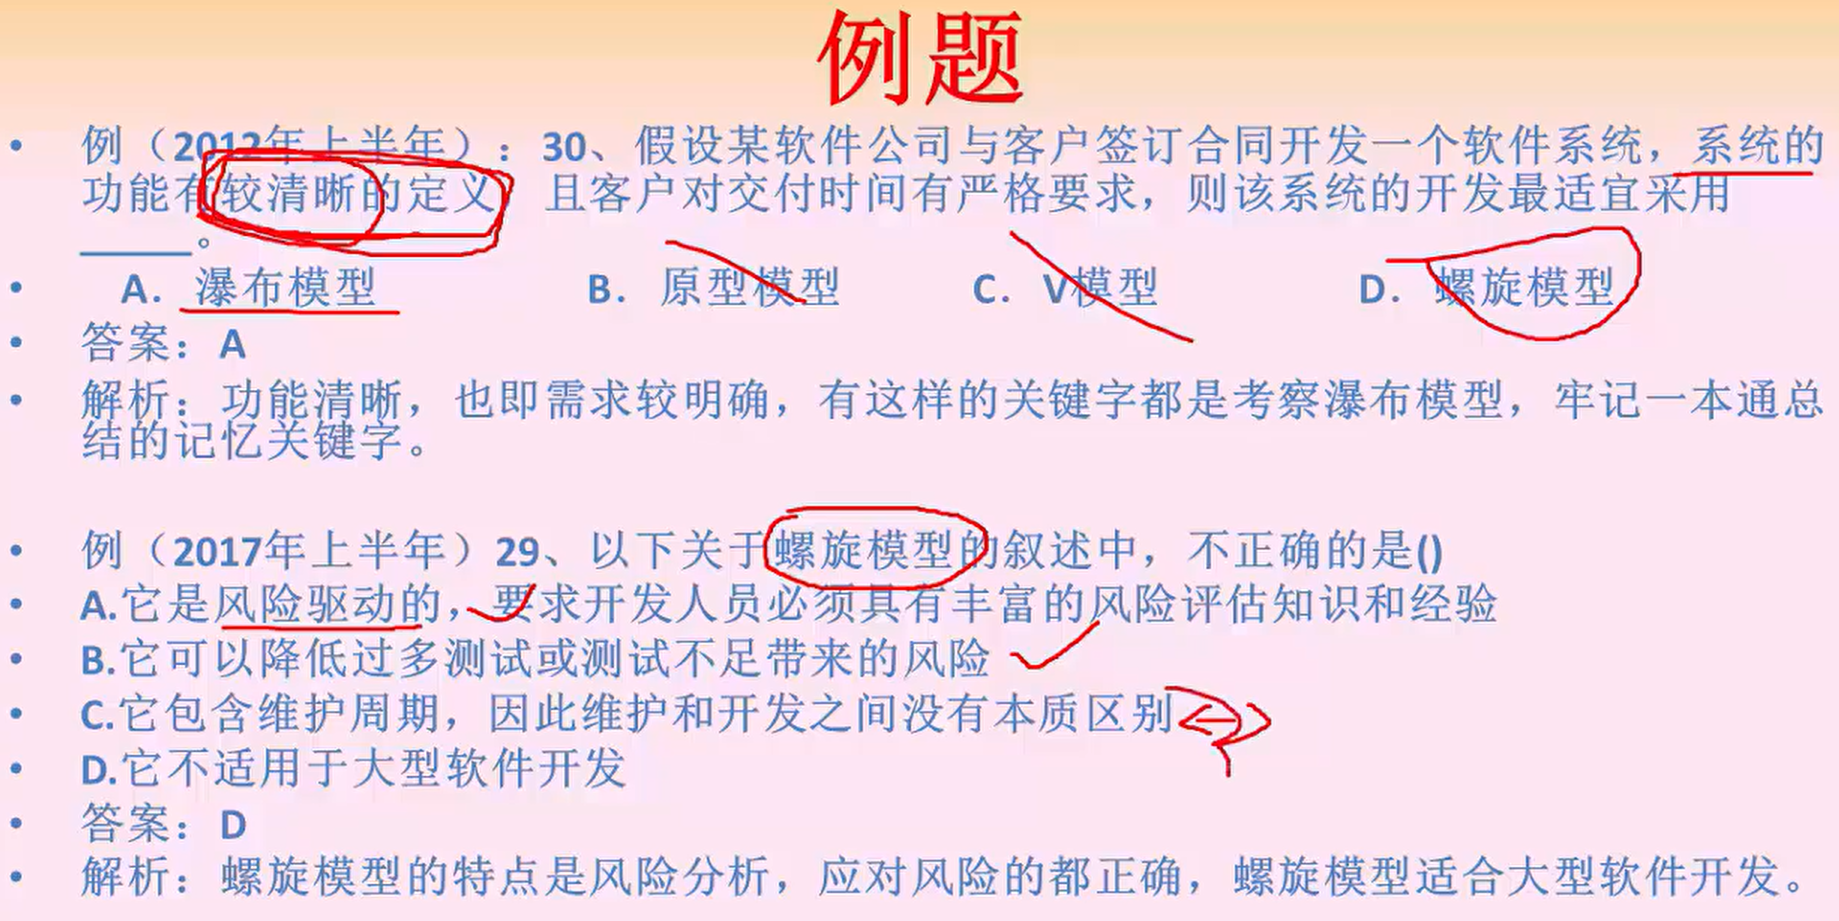 例题
• 例（2012年上半年）：30、假设某软件公司与客户签订合同开发一个软件系统，系统的
功能有较清晰的定义，且客户对交付时间有严格要求，则该系统的开发最适宜采用
_____。
• A. 瀑布模型 B. 原型模型 C. V模型 D. 螺旋模型
• 答案：A
• 解析：功能清晰，也即需求较明确，有这样的关键字都是考察瀑布模型，牢记一本通总
结的记忆关键字。
• 例（2017年上半年）29、以下关于螺旋模型的叙述中，不正确的是()
• A.它是风险驱动的，要求开发人员必须具有丰富的风险评估知识和经验
• B.它可以降低过多测试或测试不足带来的风险
• C.它包含维护周期，因此维护和开发之间没有本质区别
• D.它不适用于大型软件开发
• 答案：D
• 解析：螺旋模型的特点是风险分析，应对风险的都正确，螺旋模型适合大型软件开发。